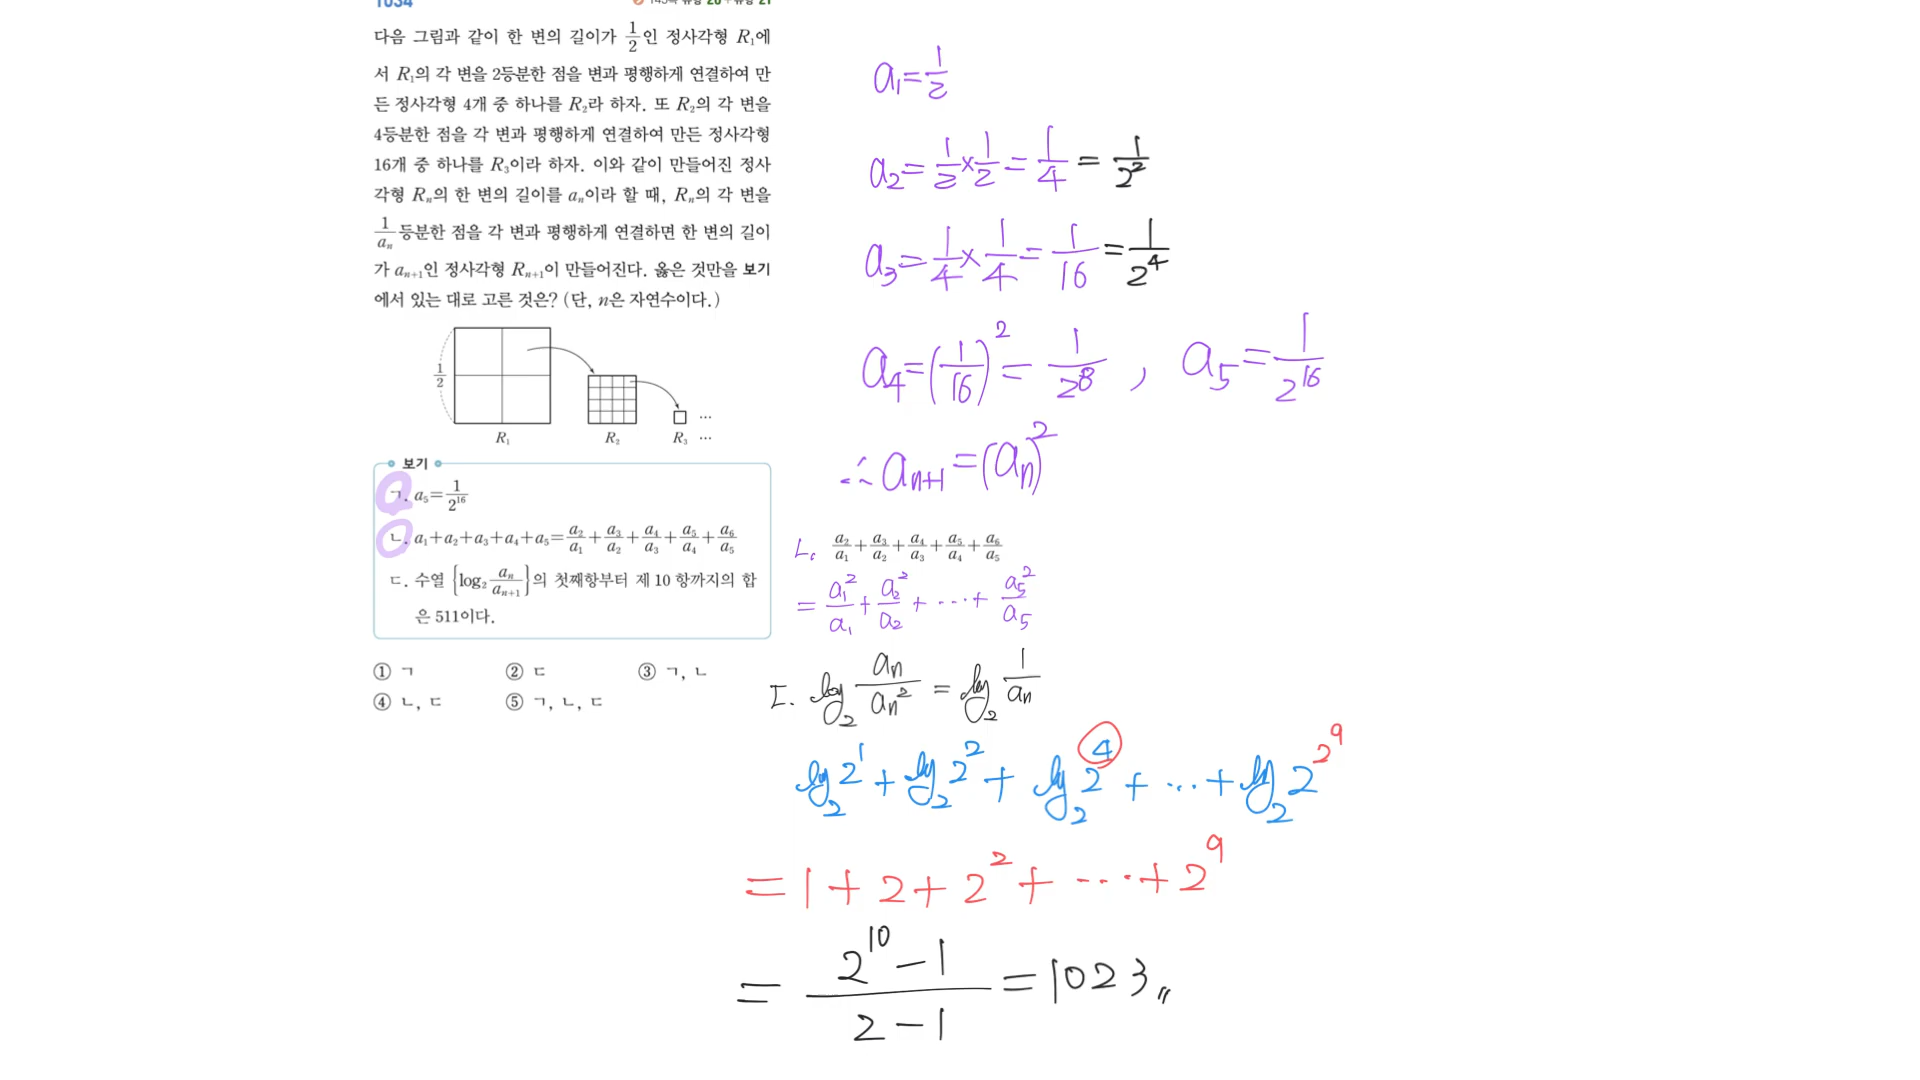 1034
다음 그림과 같이 한 변의 길이가 1/2인 정사각형 R₁에
서 R₁의 각 변을 2등분한 점을 변과 평행하게 연결하여 만
든 정사각형 4개 중 하나를 R₂라 하자. 또 R₂의 각 변을
4등분한 점을 각 변과 평행하게 연결하여 만든 정사각형
16개 중 하나를 R₃이라 하자. 이와 같이 만들어진 정사
각형 Rₙ의 한 변의 길이를 aₙ이라 할 때, Rₙ의 각 변을
1/aₙ등분한 점을 각 변과 평행하게 연결하면 한 변의 길이
가 aₙ₊₁인 정사각형 Rₙ₊₁이 만들어진다. 옳은 것만을 보기
에서 있는 대로 고른 것은? (단, n은 자연수이다.)
1/2
R₁ R₂ R₃ ⋯
⋯
보기
ㄱ. a₅=1/2¹⁶
ㄴ. a₁+a₂+a₃+a₄+a₅=a₂/a₁+a₃/a₂+a₄/a₃+a₅/a₄+a₆/a₅
ㄷ. 수열 {log₂ aₙ/aₙ₊₁}의 첫째항부터 제10항까지의 합
은 511이다.
① ㄱ ② ㄷ ③ ㄱ, ㄴ
④ ㄴ, ㄷ ⑤ ㄱ, ㄴ, ㄷ
a₁=1/2
a₂=1/2×1/2=1/4=1/2²
a₃=1/4×1/4=1/16=1/2⁴
a₄=(1/16)²=1/2⁸, a₅=1/2¹⁶
∴aₙ₊₁=(aₙ)²
ㄴ. a₂/a₁+a₃/a₂+a₄/a₃+a₅/a₄+a₆/a₅
=a₁²/a₁+a₂²/a₂+⋯+a₅²/a₅
ㄷ. log₂ aₙ/aₙ²=log₂ 1/aₙ
log₂2¹+log₂2²+log₂2⁴+⋯+log₂2^(2⁹)
=1+2+2²+⋯+2⁹
=(2¹⁰-1)/(2-1)=1023〃